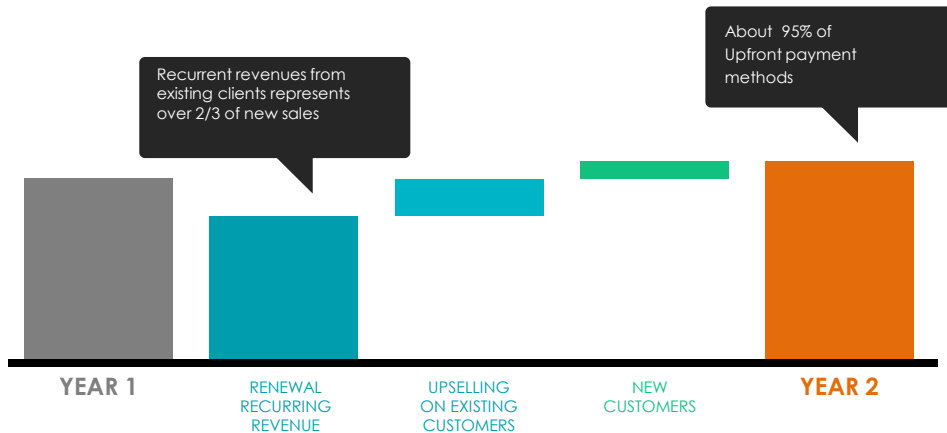 About 95% of
Upfront payment
methods
Recurrent revenues from
existing clients represents
over 2/3 of new sales
YEAR 1
RENEWAL
RECURRING
REVENUE
UPSELLING
ON EXISTING
CUSTOMERS
NEW
CUSTOMERS
YEAR 2